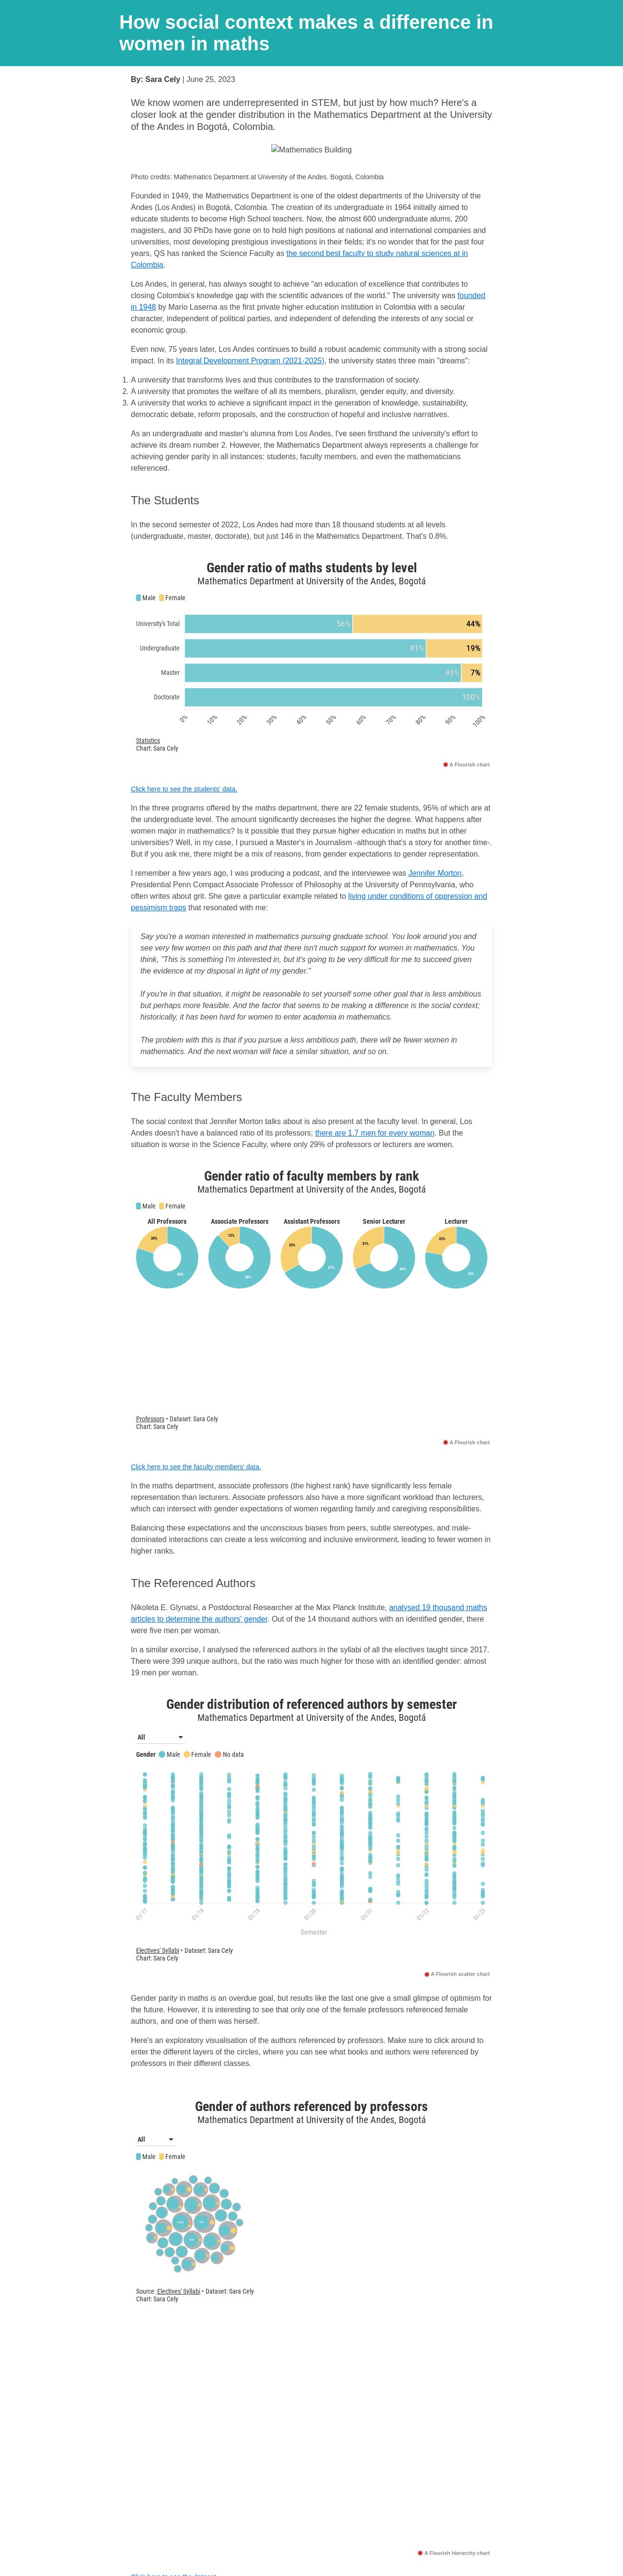 How social context makes a difference in
women in maths
By: Sara Cely | June 25, 2023
We know women are underrepresented in STEM, but just by how much? Here's a
closer look at the gender distribution in the Mathematics Department at the University
of the Andes in Bogotá, Colombia.
Mathematics Building
Photo credits: Mathematics Department at University of the Andes. Bogotá, Colombia
Founded in 1949, the Mathematics Department is one of the oldest departments of the University of the
Andes (Los Andes) in Bogotá, Colombia. The creation of its undergraduate in 1964 initially aimed to
educate students to become High School teachers. Now, the almost 600 undergraduate alums, 200
magisters, and 30 PhDs have gone on to hold high positions at national and international companies and
universities, most developing prestigious investigations in their fields; it's no wonder that for the past four
years, QS has ranked the Science Faculty as the second best faculty to study natural sciences at in
Colombia.
Los Andes, in general, has always sought to achieve "an education of excellence that contributes to
closing Colombia's knowledge gap with the scientific advances of the world." The university was founded
in 1948 by Mario Laserna as the first private higher education institution in Colombia with a secular
character, independent of political parties, and independent of defending the interests of any social or
economic group.
Even now, 75 years later, Los Andes continues to build a robust academic community with a strong social
impact. In its Integral Development Program (2021-2025), the university states three main "dreams":
1. A university that transforms lives and thus contributes to the transformation of society.
2. A university that promotes the welfare of all its members, pluralism, gender equity, and diversity.
3. A university that works to achieve a significant impact in the generation of knowledge, sustainability,
democratic debate, reform proposals, and the construction of hopeful and inclusive narratives.
As an undergraduate and master's alumna from Los Andes, I've seen firsthand the university's effort to
achieve its dream number 2. However, the Mathematics Department always represents a challenge for
achieving gender parity in all instances: students, faculty members, and even the mathematicians
referenced.
The Students
In the second semester of 2022, Los Andes had more than 18 thousand students at all levels
(undergraduate, master, doctorate), but just 146 in the Mathematics Department. That's 0.8%.
Gender ratio of maths students by level
Mathematics Department at University of the Andes, Bogotá
Male Female
University's Total 56% 44%
Undergraduate 81% 19%
Master 93% 7%
Doctorate 100%
0% 10% 20% 30% 40% 50% 60% 70% 80% 90% 100%
Statistics
Chart: Sara Cely
A Flourish chart
Click here to see the students' data.
In the three programs offered by the maths department, there are 22 female students, 95% of which are at
the undergraduate level. The amount significantly decreases the higher the degree. What happens after
women major in mathematics? Is it possible that they pursue higher education in maths but in other
universities? Well, in my case, I pursued a Master's in Journalism -although that's a story for another time-.
But if you ask me, there might be a mix of reasons, from gender expectations to gender representation.
I remember a few years ago, I was producing a podcast, and the interviewee was Jennifer Morton,
Presidential Penn Compact Associate Professor of Philosophy at the University of Pennsylvania, who
often writes about grit. She gave a particular example related to living under conditions of oppression and
pessimism traps that resonated with me:
Say you're a woman interested in mathematics pursuing graduate school. You look around you and
see very few women on this path and that there isn't much support for women in mathematics. You
think, "This is something I'm interested in, but it's going to be very difficult for me to succeed given
the evidence at my disposal in light of my gender."
If you're in that situation, it might be reasonable to set yourself some other goal that is less ambitious
but perhaps more feasible. And the factor that seems to be making a difference is the social context;
historically, it has been hard for women to enter academia in mathematics.
The problem with this is that if you pursue a less ambitious path, there will be fewer women in
mathematics. And the next woman will face a similar situation, and so on.
The Faculty Members
The social context that Jennifer Morton talks about is also present at the faculty level. In general, Los
Andes doesn't have a balanced ratio of its professors; there are 1.7 men for every woman. But the
situation is worse in the Science Faculty, where only 29% of professors or lecturers are women.
Gender ratio of faculty members by rank
Mathematics Department at University of the Andes, Bogotá
Male Female
All Professors Associate Professors Assistant Professors Senior Lecturer Lecturer
Professors • Dataset: Sara Cely
Chart: Sara Cely
A Flourish chart
Click here to see the faculty members' data.
In the maths department, associate professors (the highest rank) have significantly less female
representation than lecturers. Associate professors also have a more significant workload than lecturers,
which can intersect with gender expectations of women regarding family and caregiving responsibilities.
Balancing these expectations and the unconscious biases from peers, subtle stereotypes, and male-
dominated interactions can create a less welcoming and inclusive environment, leading to fewer women in
higher ranks.
The Referenced Authors
Nikoleta E. Glynatsi, a Postdoctoral Researcher at the Max Planck Institute, analysed 19 thousand maths
articles to determine the authors' gender. Out of the 14 thousand authors with an identified gender, there
were five men per woman.
In a similar exercise, I analysed the referenced authors in the syllabi of all the electives taught since 2017.
There were 399 unique authors, but the ratio was much higher for those with an identified gender: almost
19 men per woman.
Gender distribution of referenced authors by semester
Mathematics Department at University of the Andes, Bogotá
All
Gender Male Female No data
01/17 01/18 01/19 01/20 01/21 01/22 01/23
Semester
Electives' Syllabi • Dataset: Sara Cely
Chart: Sara Cely
A Flourish scatter chart
Gender parity in maths is an overdue goal, but results like the last one give a small glimpse of optimism for
the future. However, it is interesting to see that only one of the female professors referenced female
authors, and one of them was herself.
Here's an exploratory visualisation of the authors referenced by professors. Make sure to click around to
enter the different layers of the circles, where you can see what books and authors were referenced by
professors in their different classes.
Gender of authors referenced by professors
Mathematics Department at University of the Andes, Bogotá
All
Male Female
Source: Electives' Syllabi • Dataset: Sara Cely
Chart: Sara Cely
A Flourish hierarchy chart